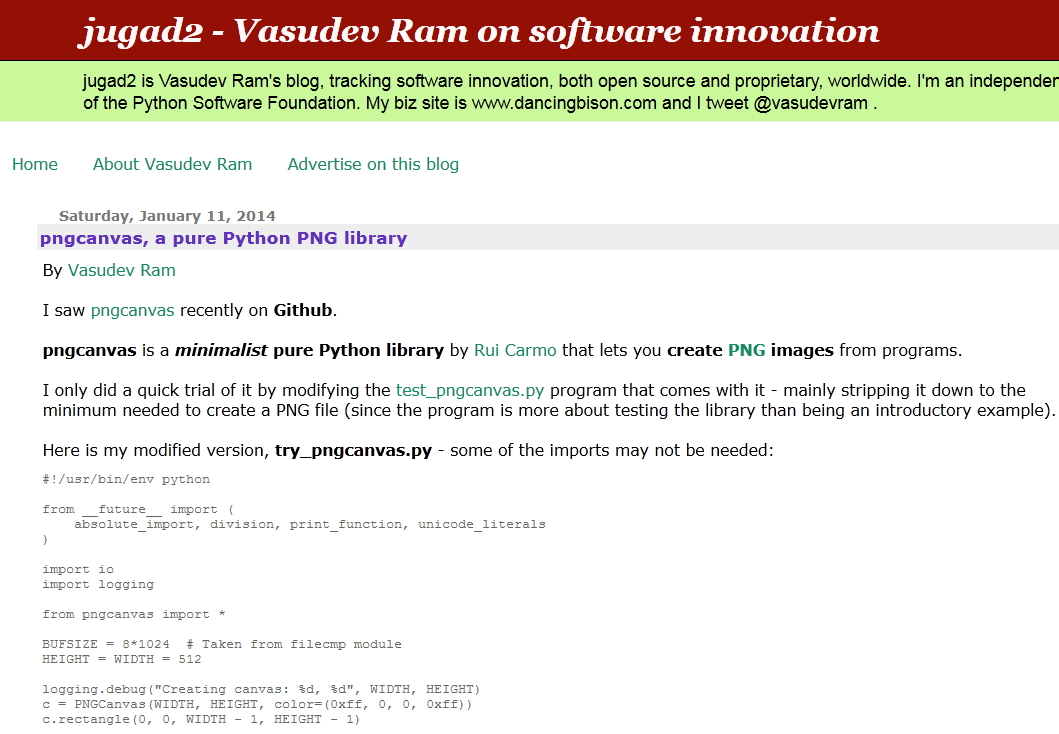 jugad2 - Vasudev Ram on software innovation
jugad2 is Vasudev Ram's blog, tracking software innovation, both open source and proprietary, worldwide. I'm an independen
of the Python Software Foundation. My biz site is www.dancingbison.com and I tweet @vasudevram .
Home About Vasudev Ram Advertise on this blog
Saturday, January 11, 2014
pngcanvas, a pure Python PNG library
By Vasudev Ram
I saw pngcanvas recently on Github.
pngcanvas is a minimalist pure Python library by Rui Carmo that lets you create PNG images from programs.
I only did a quick trial of it by modifying the test_pngcanvas.py program that comes with it - mainly stripping it down to the
minimum needed to create a PNG file (since the program is more about testing the library than being an introductory example).
Here is my modified version, try_pngcanvas.py - some of the imports may not be needed:
#!/usr/bin/env python
from __future__ import (
    absolute_import, division, print_function, unicode_literals
)
import io
import logging
from pngcanvas import *
BUFSIZE = 8*1024  # Taken from filecmp module
HEIGHT = WIDTH = 512
logging.debug("Creating canvas: %d, %d", WIDTH, HEIGHT)
c = PNGCanvas(WIDTH, HEIGHT, color=(0xff, 0, 0, 0xff))
c.rectangle(0, 0, WIDTH - 1, HEIGHT - 1)